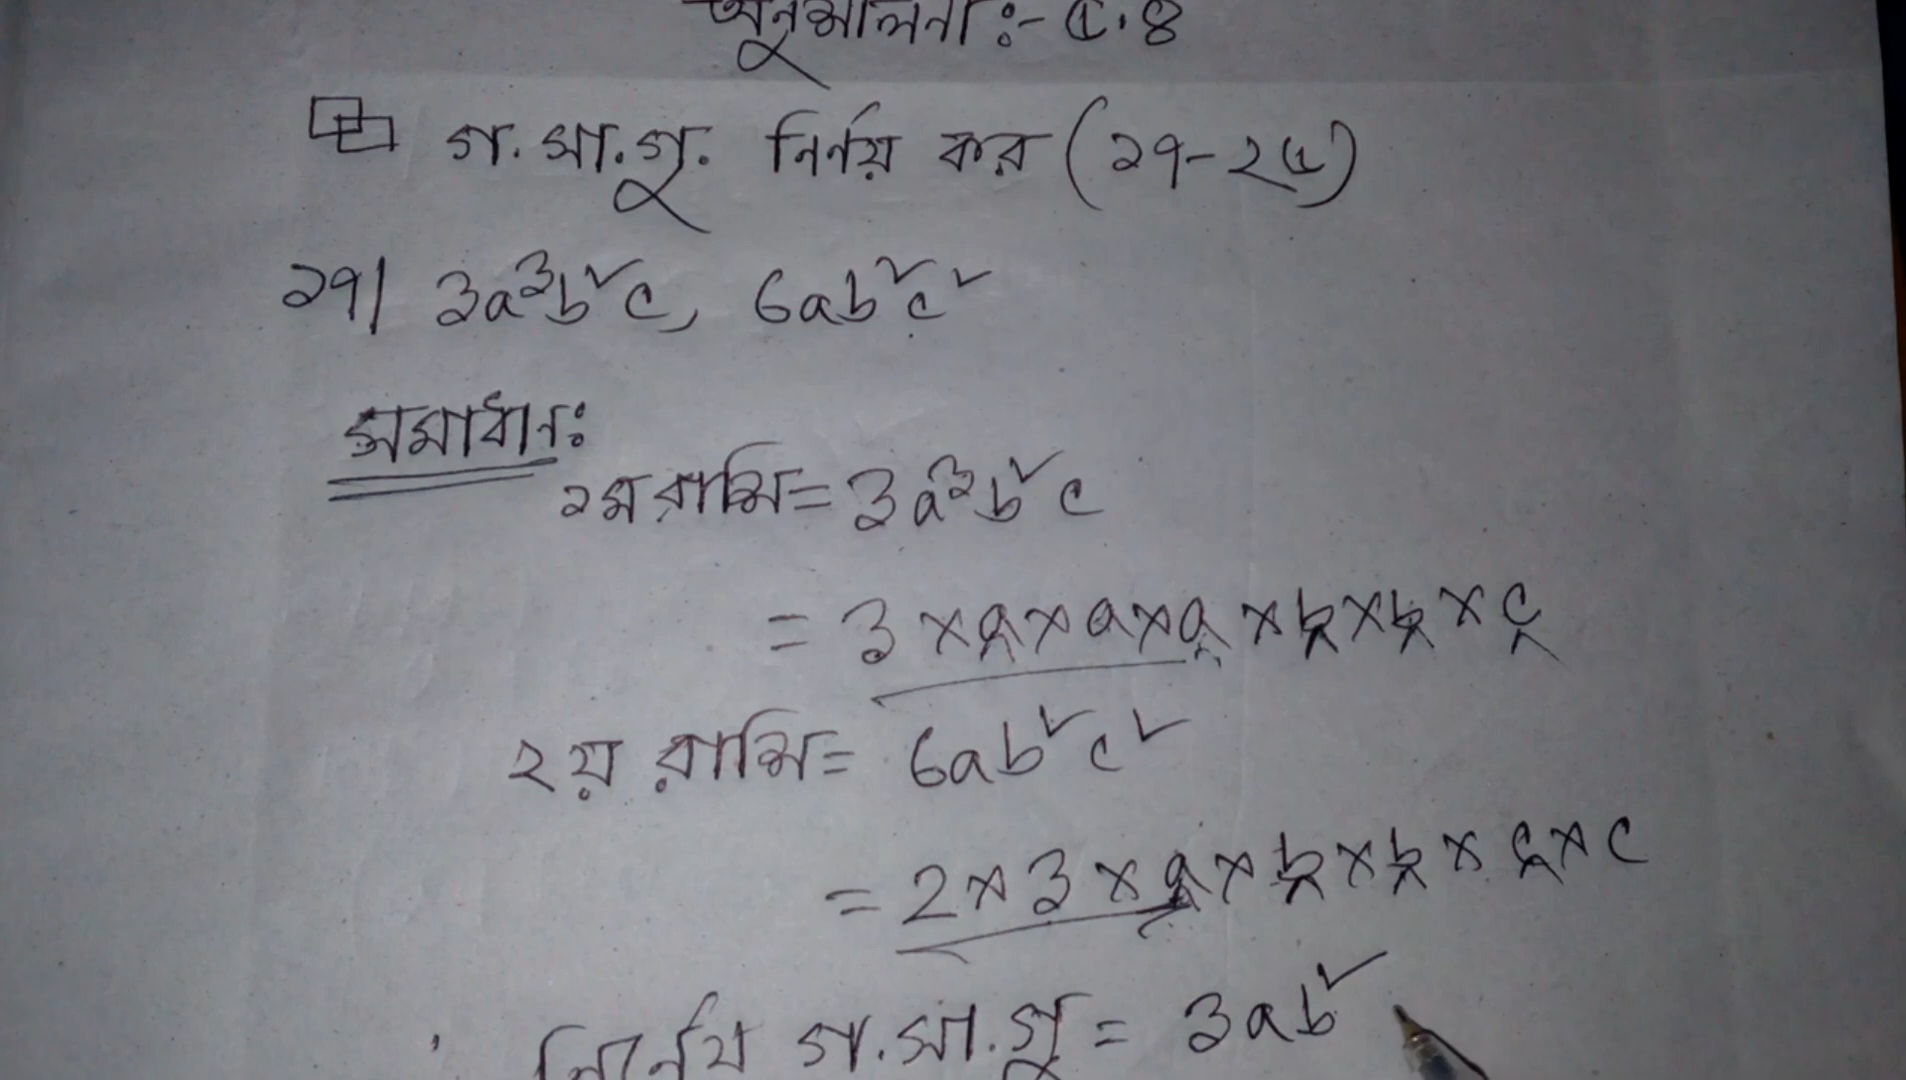 অনুশীলনী :- ৫.৪
গ.সা.গু. নির্ণয় কর (১৭-২৫)
১৭| 3a³b²c, 6ab²c²
সমাধান:
১ম রাশি = 3a³b²c
= 3×a×a×a×b×b×c
২য় রাশি = 6ab²c²
= 2×3×a×b×b×c×c
নির্ণেয় গ.সা.গু = 3ab²